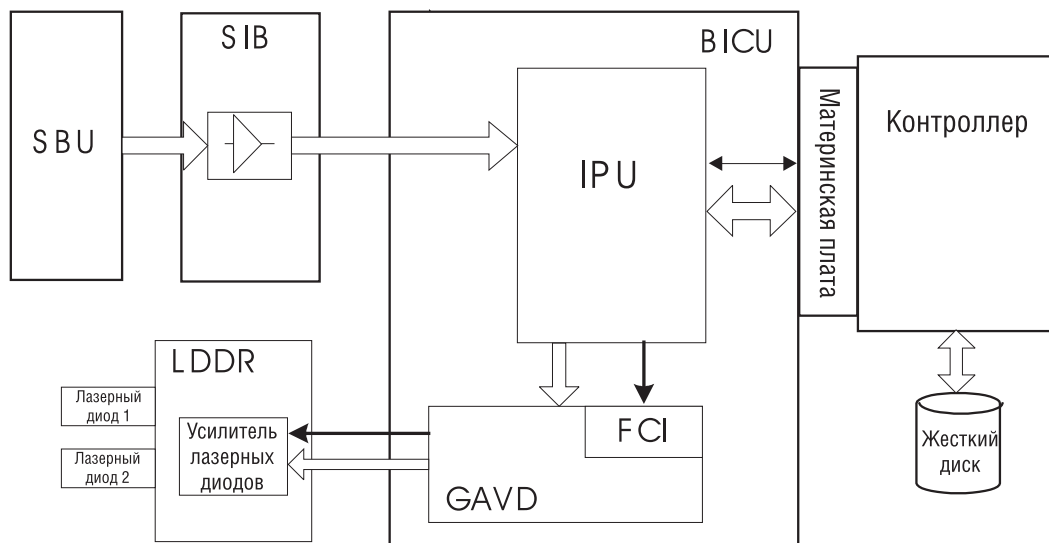 SBU
SIB
BICU
IPU
Материнская плата
Контроллер
Жесткий
диск
LDDR
Лазерный
диод 1
Лазерный
диод 2
Усилитель
лазерных
диодов
FCI
GAVD